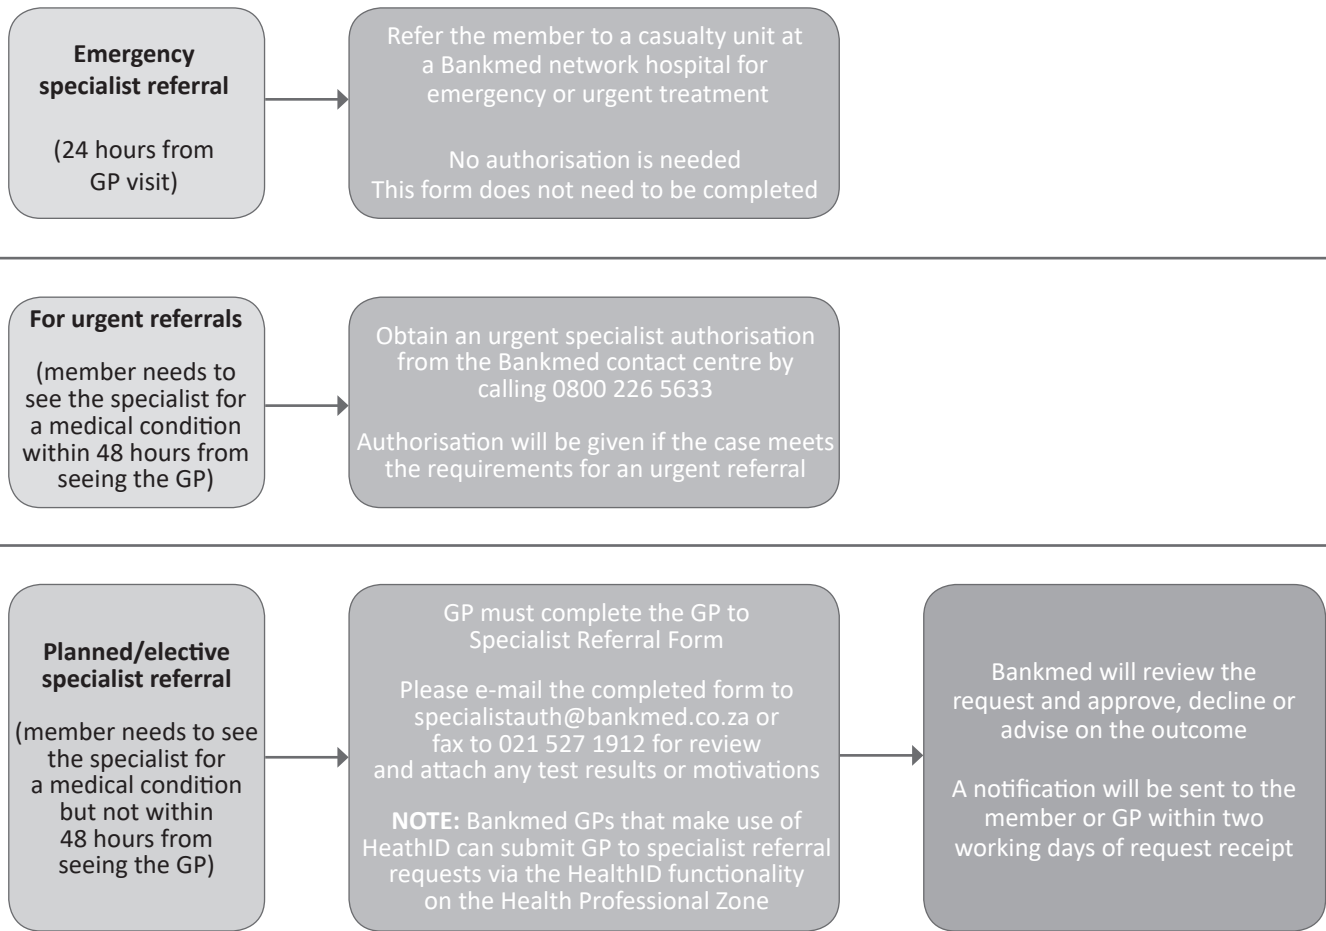 Emergency
specialist referral
(24 hours from
GP visit)
Refer the member to a casualty unit at
a Bankmed network hospital for
emergency or urgent treatment
No authorisation is needed
This form does not need to be completed
For urgent referrals
(member needs to
see the specialist for
a medical condition
within 48 hours from
seeing the GP)
Obtain an urgent specialist authorisation
from the Bankmed contact centre by
calling 0800 226 5633
Authorisation will be given if the case meets
the requirements for an urgent referral
Planned/elective
specialist referral
(member needs to see
the specialist for
a medical condition
but not within
48 hours from
seeing the GP)
GP must complete the GP to
Specialist Referral Form
Please e-mail the completed form to
specialistauth@bankmed.co.za or
fax to 021 527 1912 for review
and attach any test results or motivations
NOTE: Bankmed GPs that make use of
HeathID can submit GP to specialist referral
requests via the HealthID functionality
on the Health Professional Zone
Bankmed will review the
request and approve, decline or
advise on the outcome
A notification will be sent to the
member or GP within two
working days of request receipt